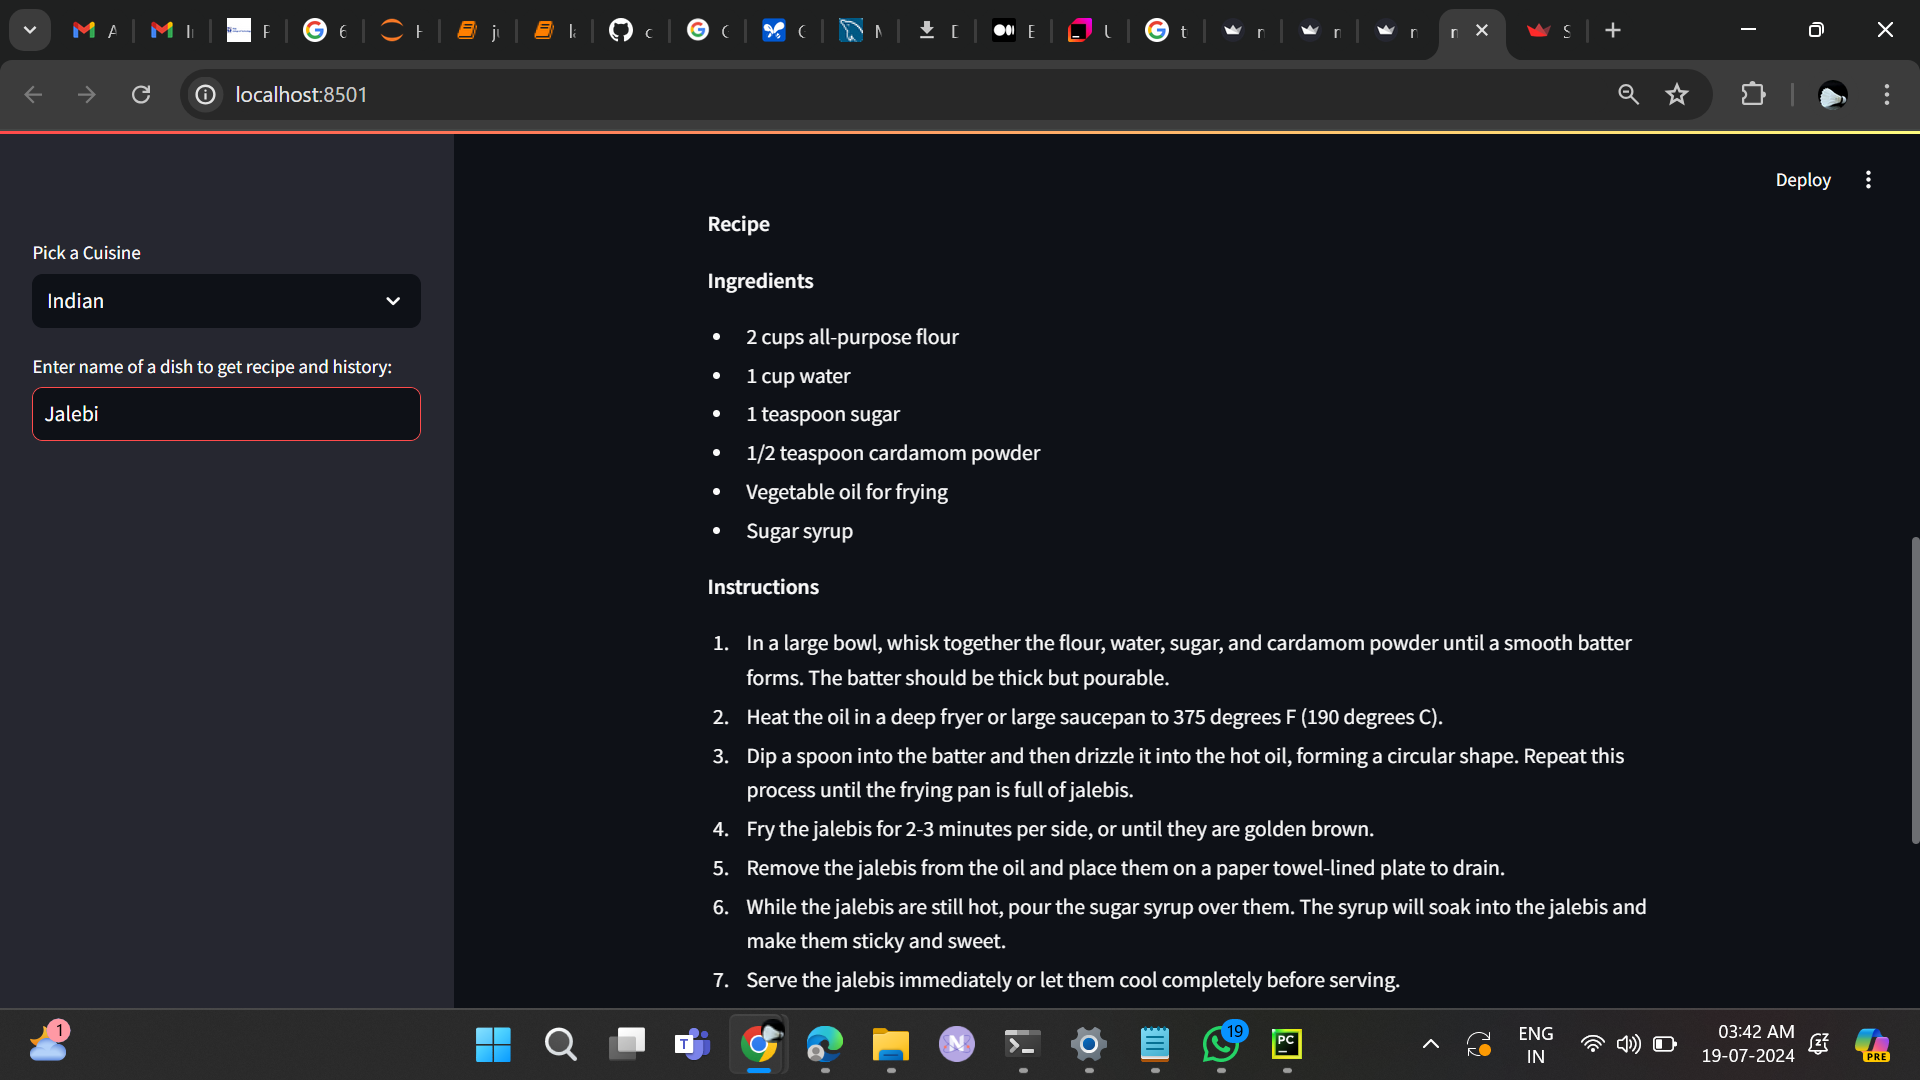 A
I
F
6
H
c
C
C
M
D
E
U
t
r
r
r
r
S
localhost:8501
Deploy
Pick a Cuisine
Indian
Enter name of a dish to get recipe and history:
Jalebi
Recipe
Ingredients
• 2 cups all-purpose flour
• 1 cup water
• 1 teaspoon sugar
• 1/2 teaspoon cardamom powder
• Vegetable oil for frying
• Sugar syrup
Instructions
1. In a large bowl, whisk together the flour, water, sugar, and cardamom powder until a smooth batter
forms. The batter should be thick but pourable.
2. Heat the oil in a deep fryer or large saucepan to 375 degrees F (190 degrees C).
3. Dip a spoon into the batter and then drizzle it into the hot oil, forming a circular shape. Repeat this
process until the frying pan is full of jalebis.
4. Fry the jalebis for 2-3 minutes per side, or until they are golden brown.
5. Remove the jalebis from the oil and place them on a paper towel-lined plate to drain.
6. While the jalebis are still hot, pour the sugar syrup over them. The syrup will soak into the jalebis and
make them sticky and sweet.
7. Serve the jalebis immediately or let them cool completely before serving.
1
T
N
19
PC
ENG
IN
03:42 AM
19-07-2024
PRE